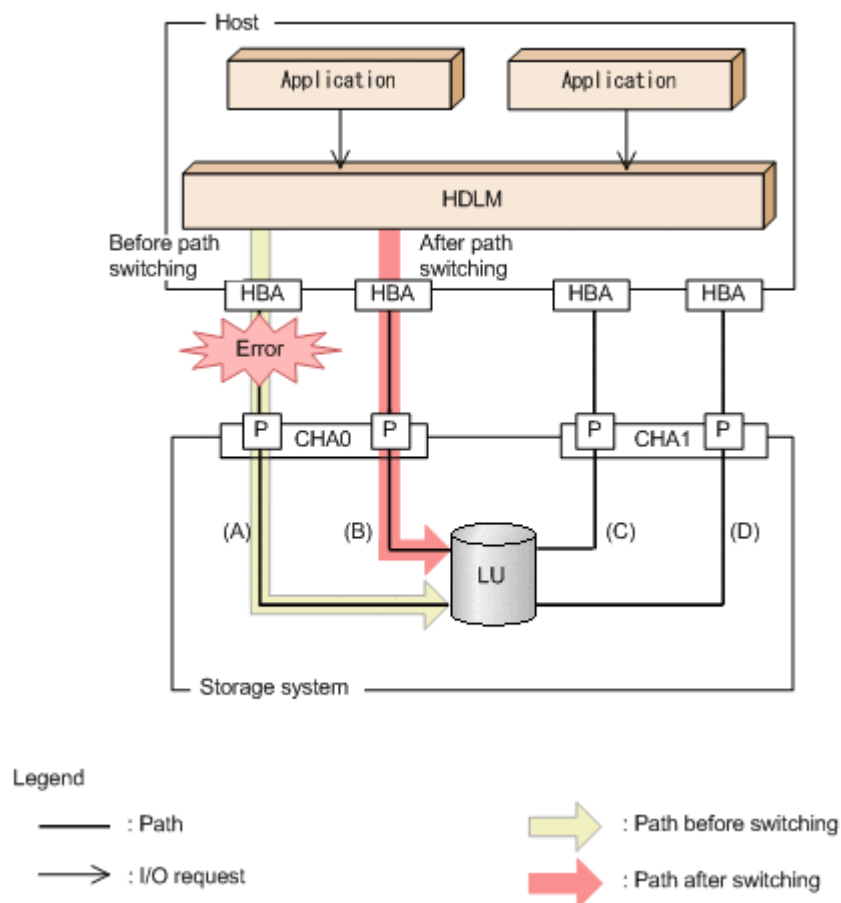 Host
Application
Application
HDLM
Before path
switching
After path
switching
HBA
HBA
HBA
HBA
Error
P
CHA0
P
P
CHA1
P
(A)
(B)
(C)
(D)
LU
Storage system
Legend
: Path
: Path before switching
: I/O request
: Path after switching